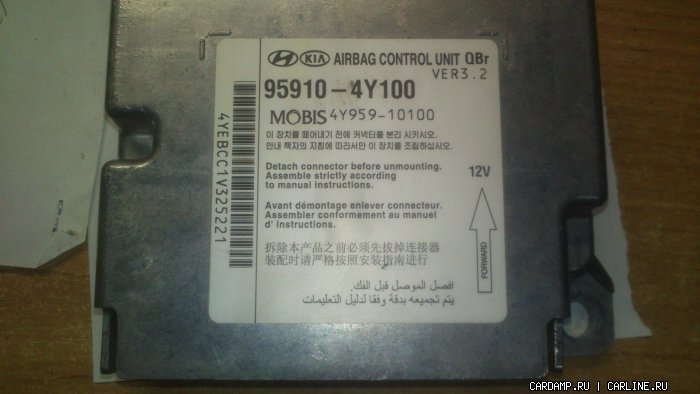 HYUNDAI KIA AIRBAG CONTROL UNIT QBr
VER3.2
95910-4Y100
MOBIS 4Y959-10100
이 장치를 떼어내기 전에 커넥터를 분리 시키시오.
안내 책자의 지침에 따라서만 이 장치를 조립하십시오.
Detach connector before unmounting.
Assemble strictly according
to manual instructions.
12V
Avant démontage enlever connecteur.
Assembler conformement au manuel
d' instructions.
FORWARD
拆除本产品之前必须先拔掉连接器
装配时请严格按照安装指南进行
افصل الموصل قبل الفك.
يتم تجميعه بدقة وفقا لدليل التعليمات
4YEBCC1V325221
CARDAMP.RU | CARLINE.RU